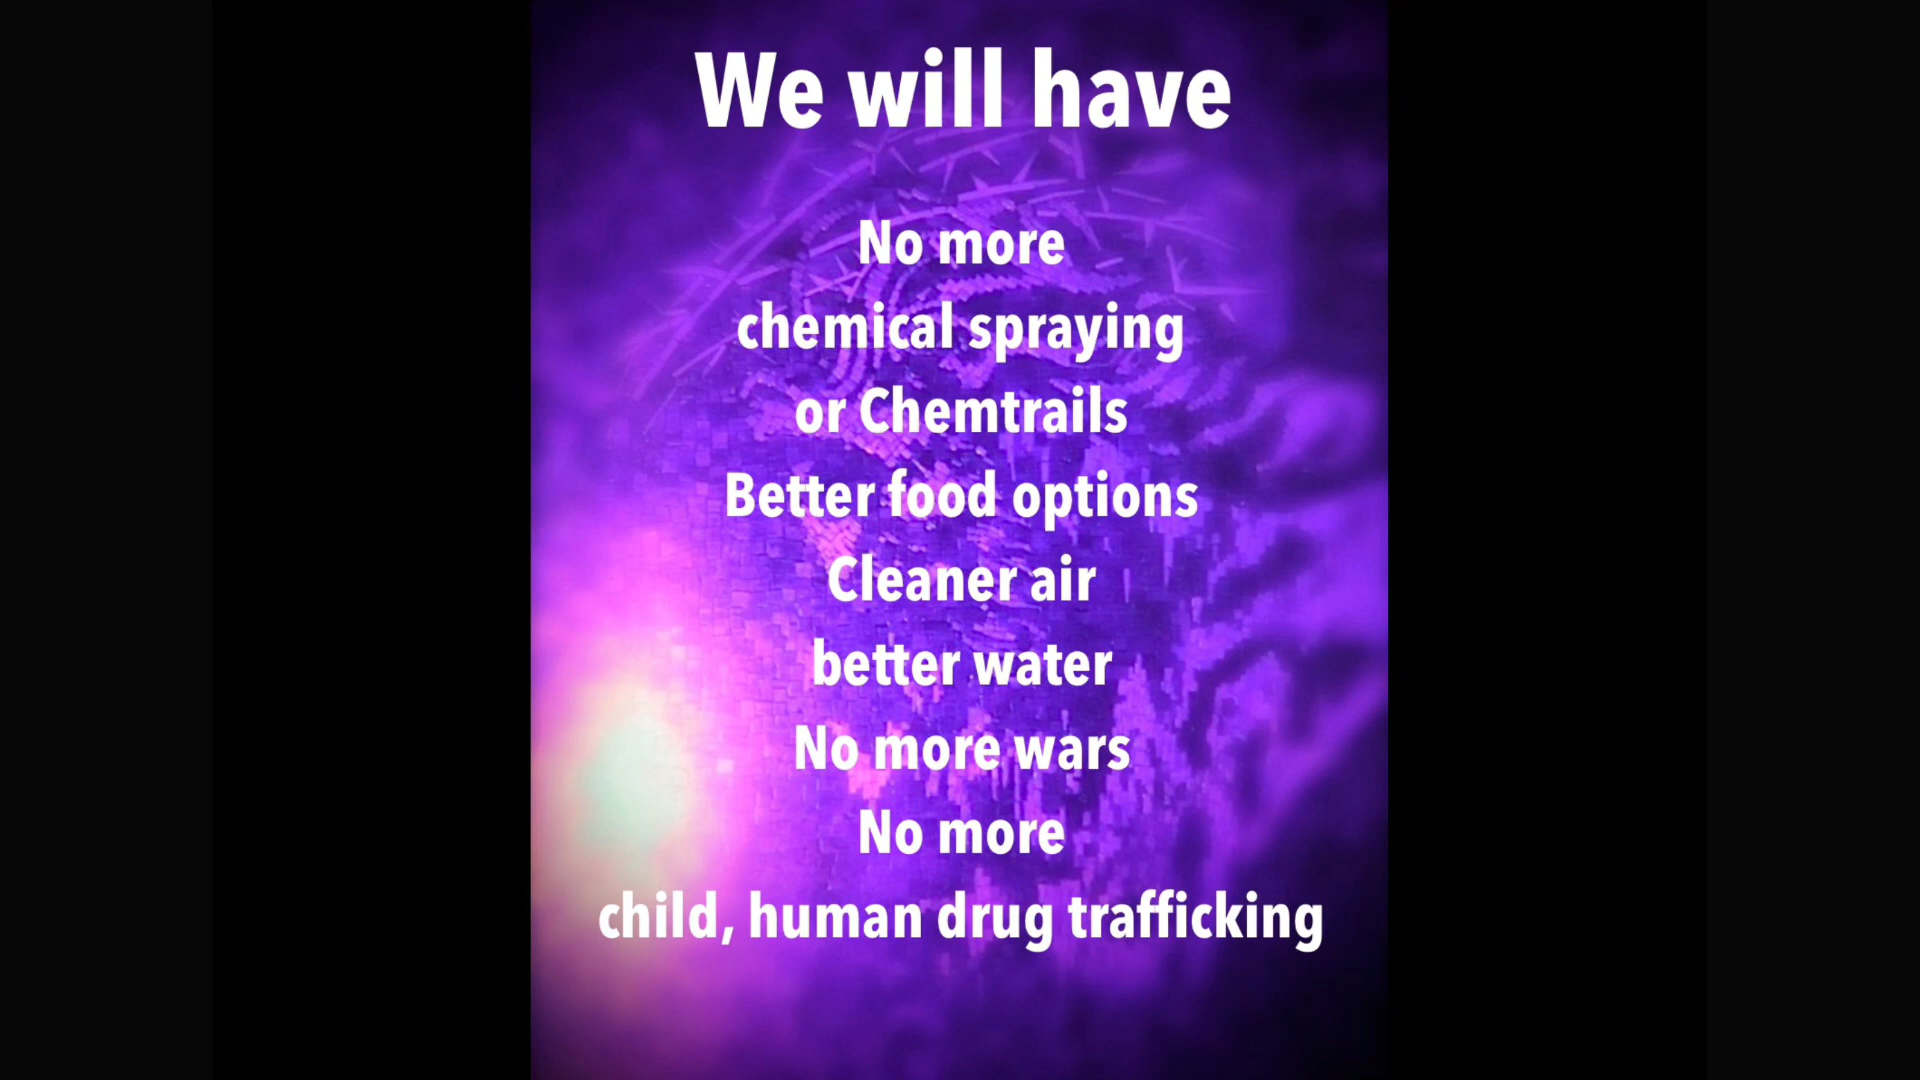 We will have
No more
chemical spraying
or Chemtrails
Better food options
Cleaner air
better water
No more wars
No more
child, human drug trafficking